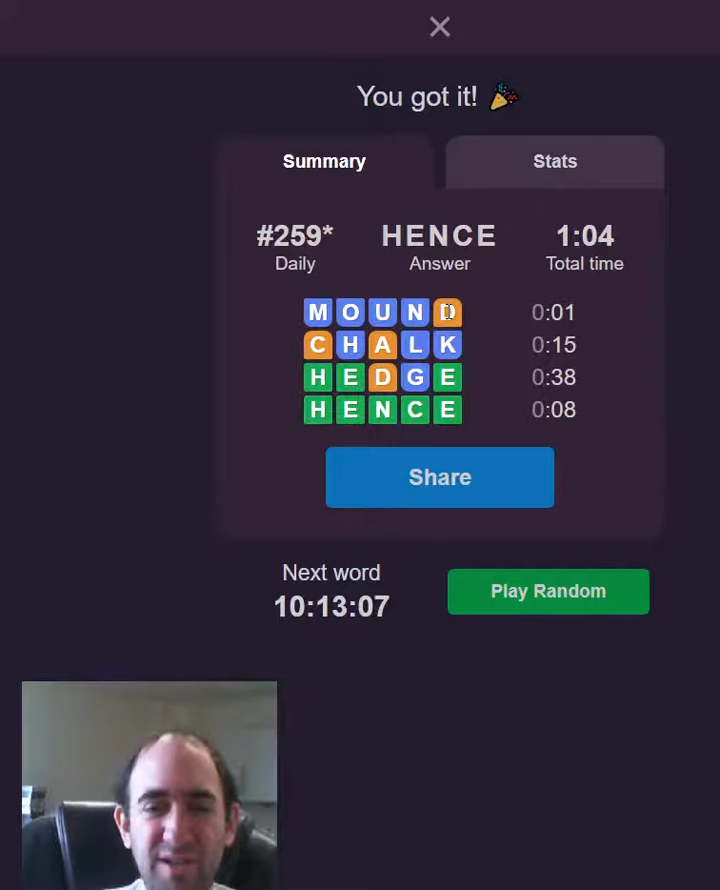 ×
You got it!
Summary Stats
#259* HENCE 1:04
Daily Answer Total time
MOUND 0:01
CHALK 0:15
HEDGE 0:38
HENCE 0:08
Share
Next word
10:13:07
Play Random